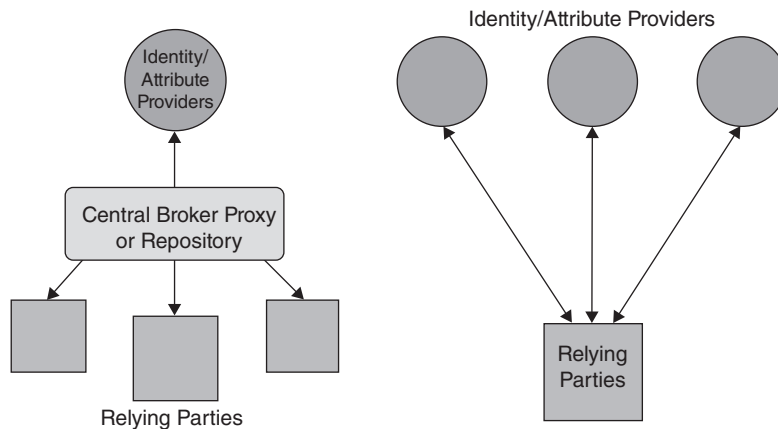 Identity/
Attribute
Providers
Central Broker Proxy
or Repository
Relying Parties
Identity/Attribute Providers
Relying
Parties